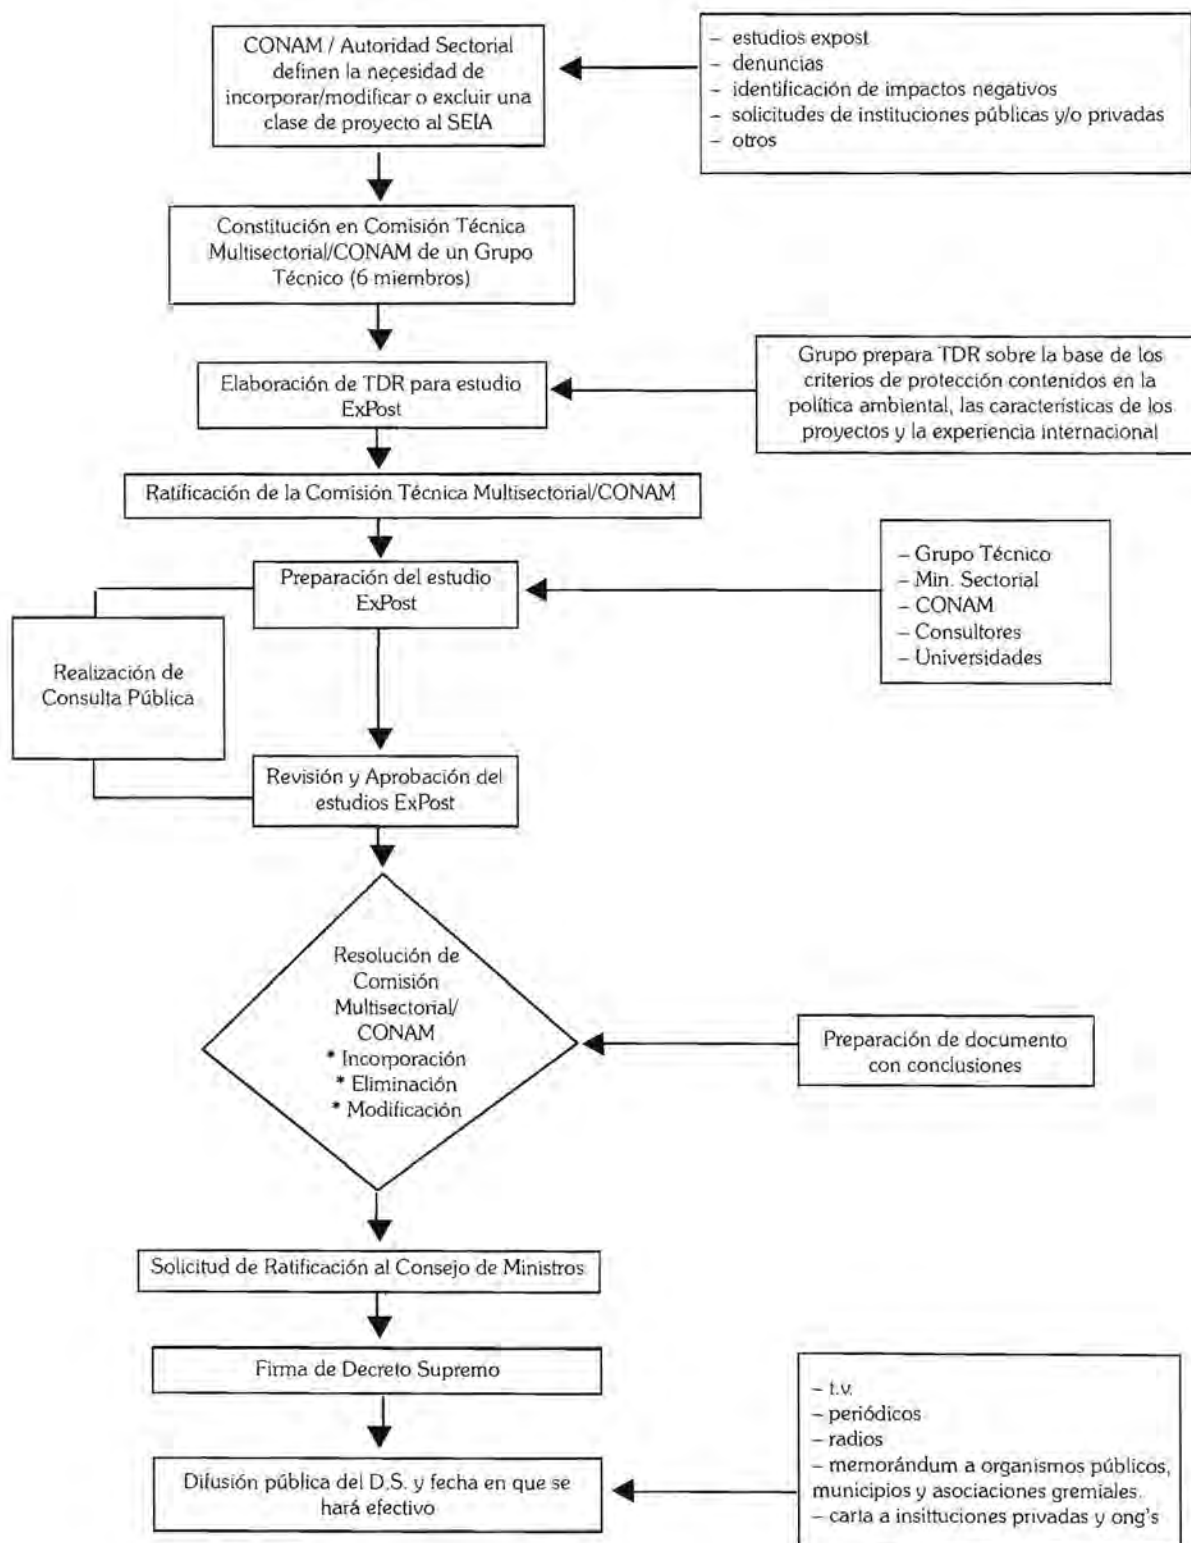 CONAM / Autoridad Sectorial
definen la necesidad de
incorporar/modificar o excluir una
clase de proyecto al SEIA
– estudios expost
– denuncias
– identificación de impactos negativos
– solicitudes de instituciones públicas y/o privadas
– otros
Constitución en Comisión Técnica
Multisectorial/CONAM de un Grupo
Técnico (6 miembros)
Elaboración de TDR para estudio
ExPost
Grupo prepara TDR sobre la base de los
criterios de protección contenidos en la
política ambiental, las características de los
proyectos y la experiencia internacional
Ratificación de la Comisión Técnica Multisectorial/CONAM
Preparación del estudio
ExPost
– Grupo Técnico
– Min. Sectorial
– CONAM
– Consultores
– Universidades
Realización de
Consulta Pública
Revisión y Aprobación del
estudios ExPost
Resolución de
Comisión
Multisectorial/
CONAM
* Incorporación
* Eliminación
* Modificación
Preparación de documento
con conclusiones
Solicitud de Ratificación al Consejo de Ministros
Firma de Decreto Supremo
Difusión pública del D.S. y fecha en que se
hará efectivo
– t.v.
– periódicos
– radios
– memorándum a organismos públicos,
municipios y asociaciones gremiales.
– carta a insittuciones privadas y ong's